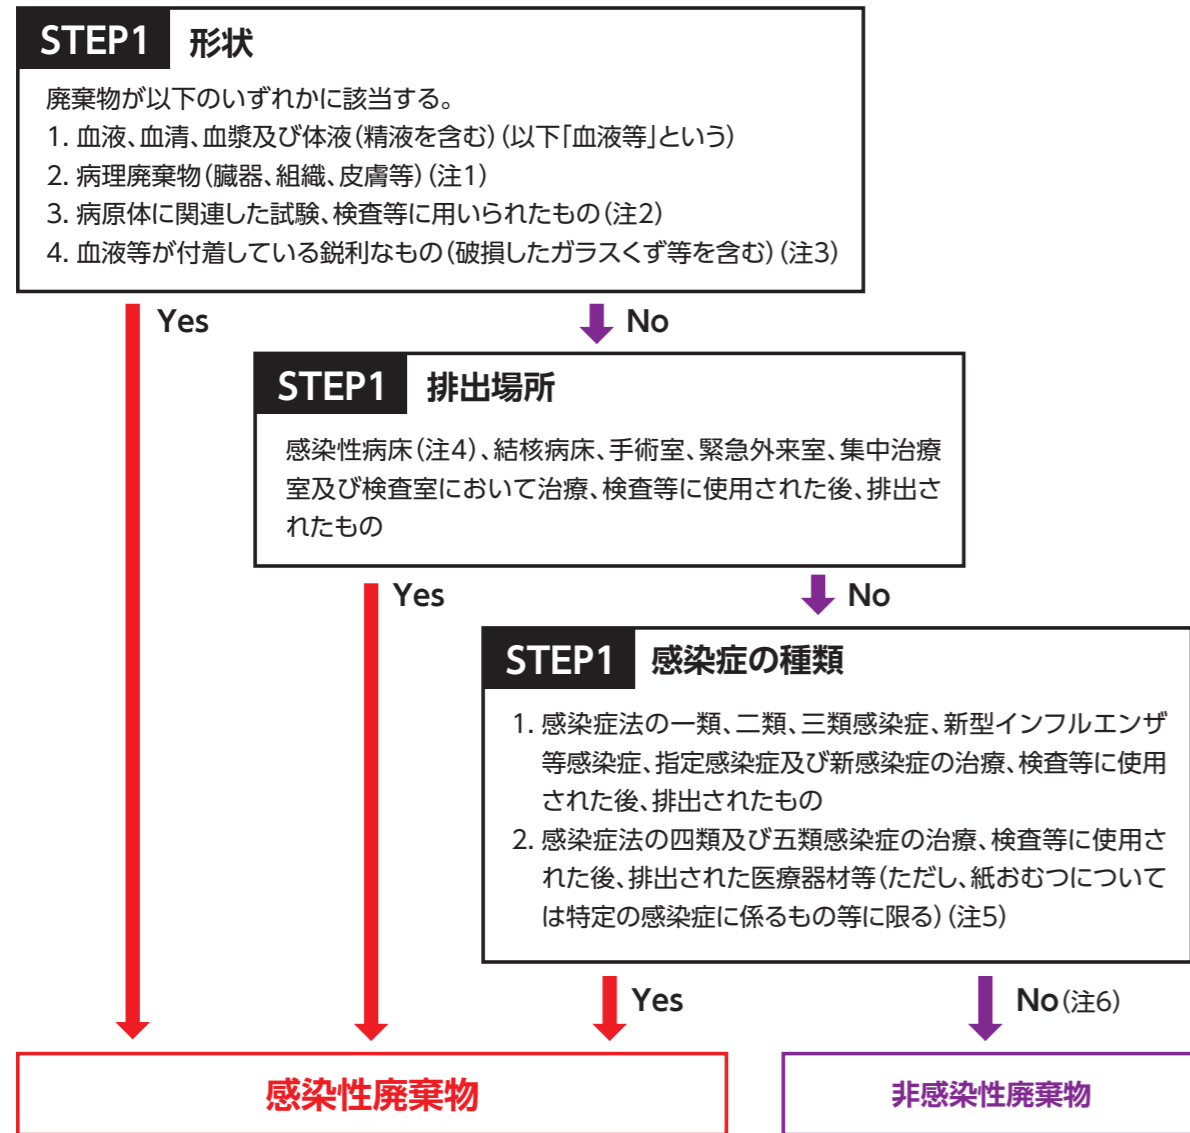 STEP1 形状
廃棄物が以下のいずれかに該当する。
1. 血液、血清、血漿及び体液(精液を含む)(以下「血液等」という)
2. 病理廃棄物(臓器、組織、皮膚等)(注1)
3. 病原体に関連した試験、検査等に用いられたもの(注2)
4. 血液等が付着している鋭利なもの(破損したガラスくず等を含む)(注3)
Yes
No
STEP1 排出場所
感染性病床(注4)、結核病床、手術室、緊急外来室、集中治療
室及び検査室において治療、検査等に使用された後、排出さ
れたもの
Yes
No
STEP1 感染症の種類
1. 感染症法の一類、二類、三類感染症、新型インフルエンザ
等感染症、指定感染症及び新感染症の治療、検査等に使用
された後、排出されたもの
2. 感染症法の四類及び五類感染症の治療、検査等に使用さ
れた後、排出された医療器材等(ただし、紙おむつについて
は特定の感染症に係るもの等に限る)(注5)
Yes
No(注6)
感染性廃棄物
非感染性廃棄物